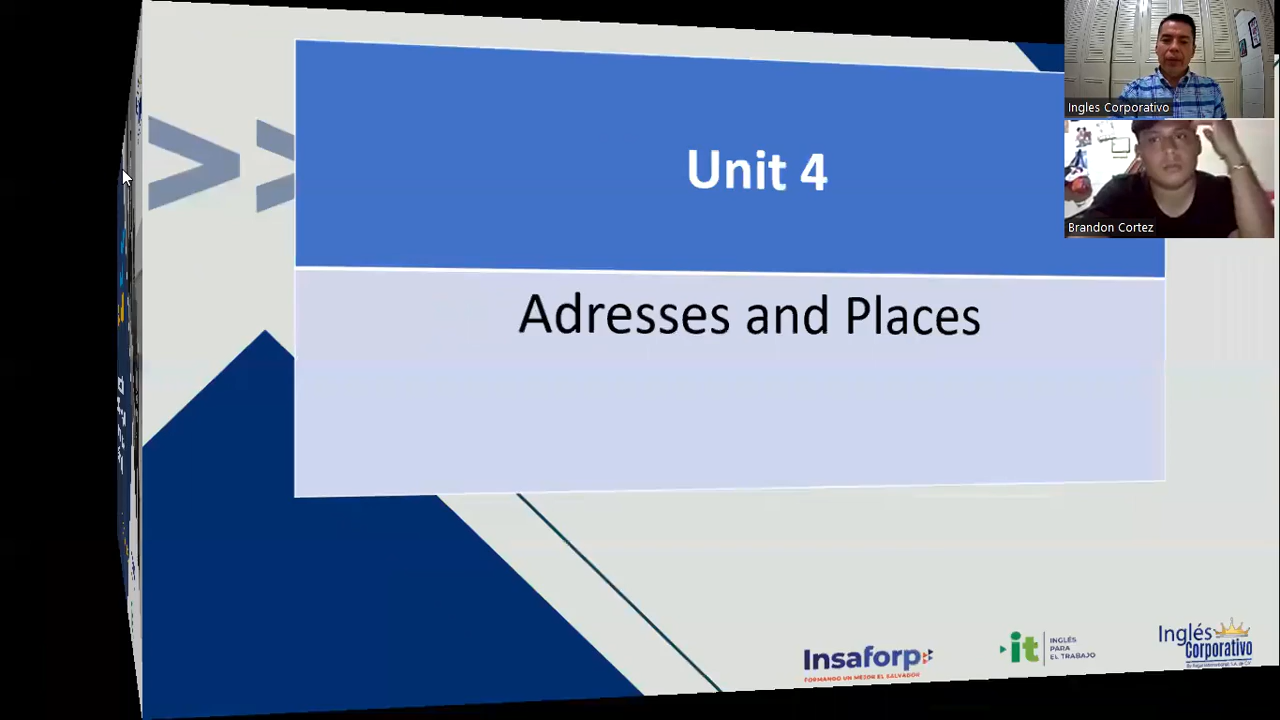 Unit 4
Adresses and Places
Ingles Corporativo
Brandon Cortez
Insaforp
FORMANDO UN MEJOR EL SALVADOR
it
INGLÉS
PARA
EL TRABAJO
Inglés
Corporativo